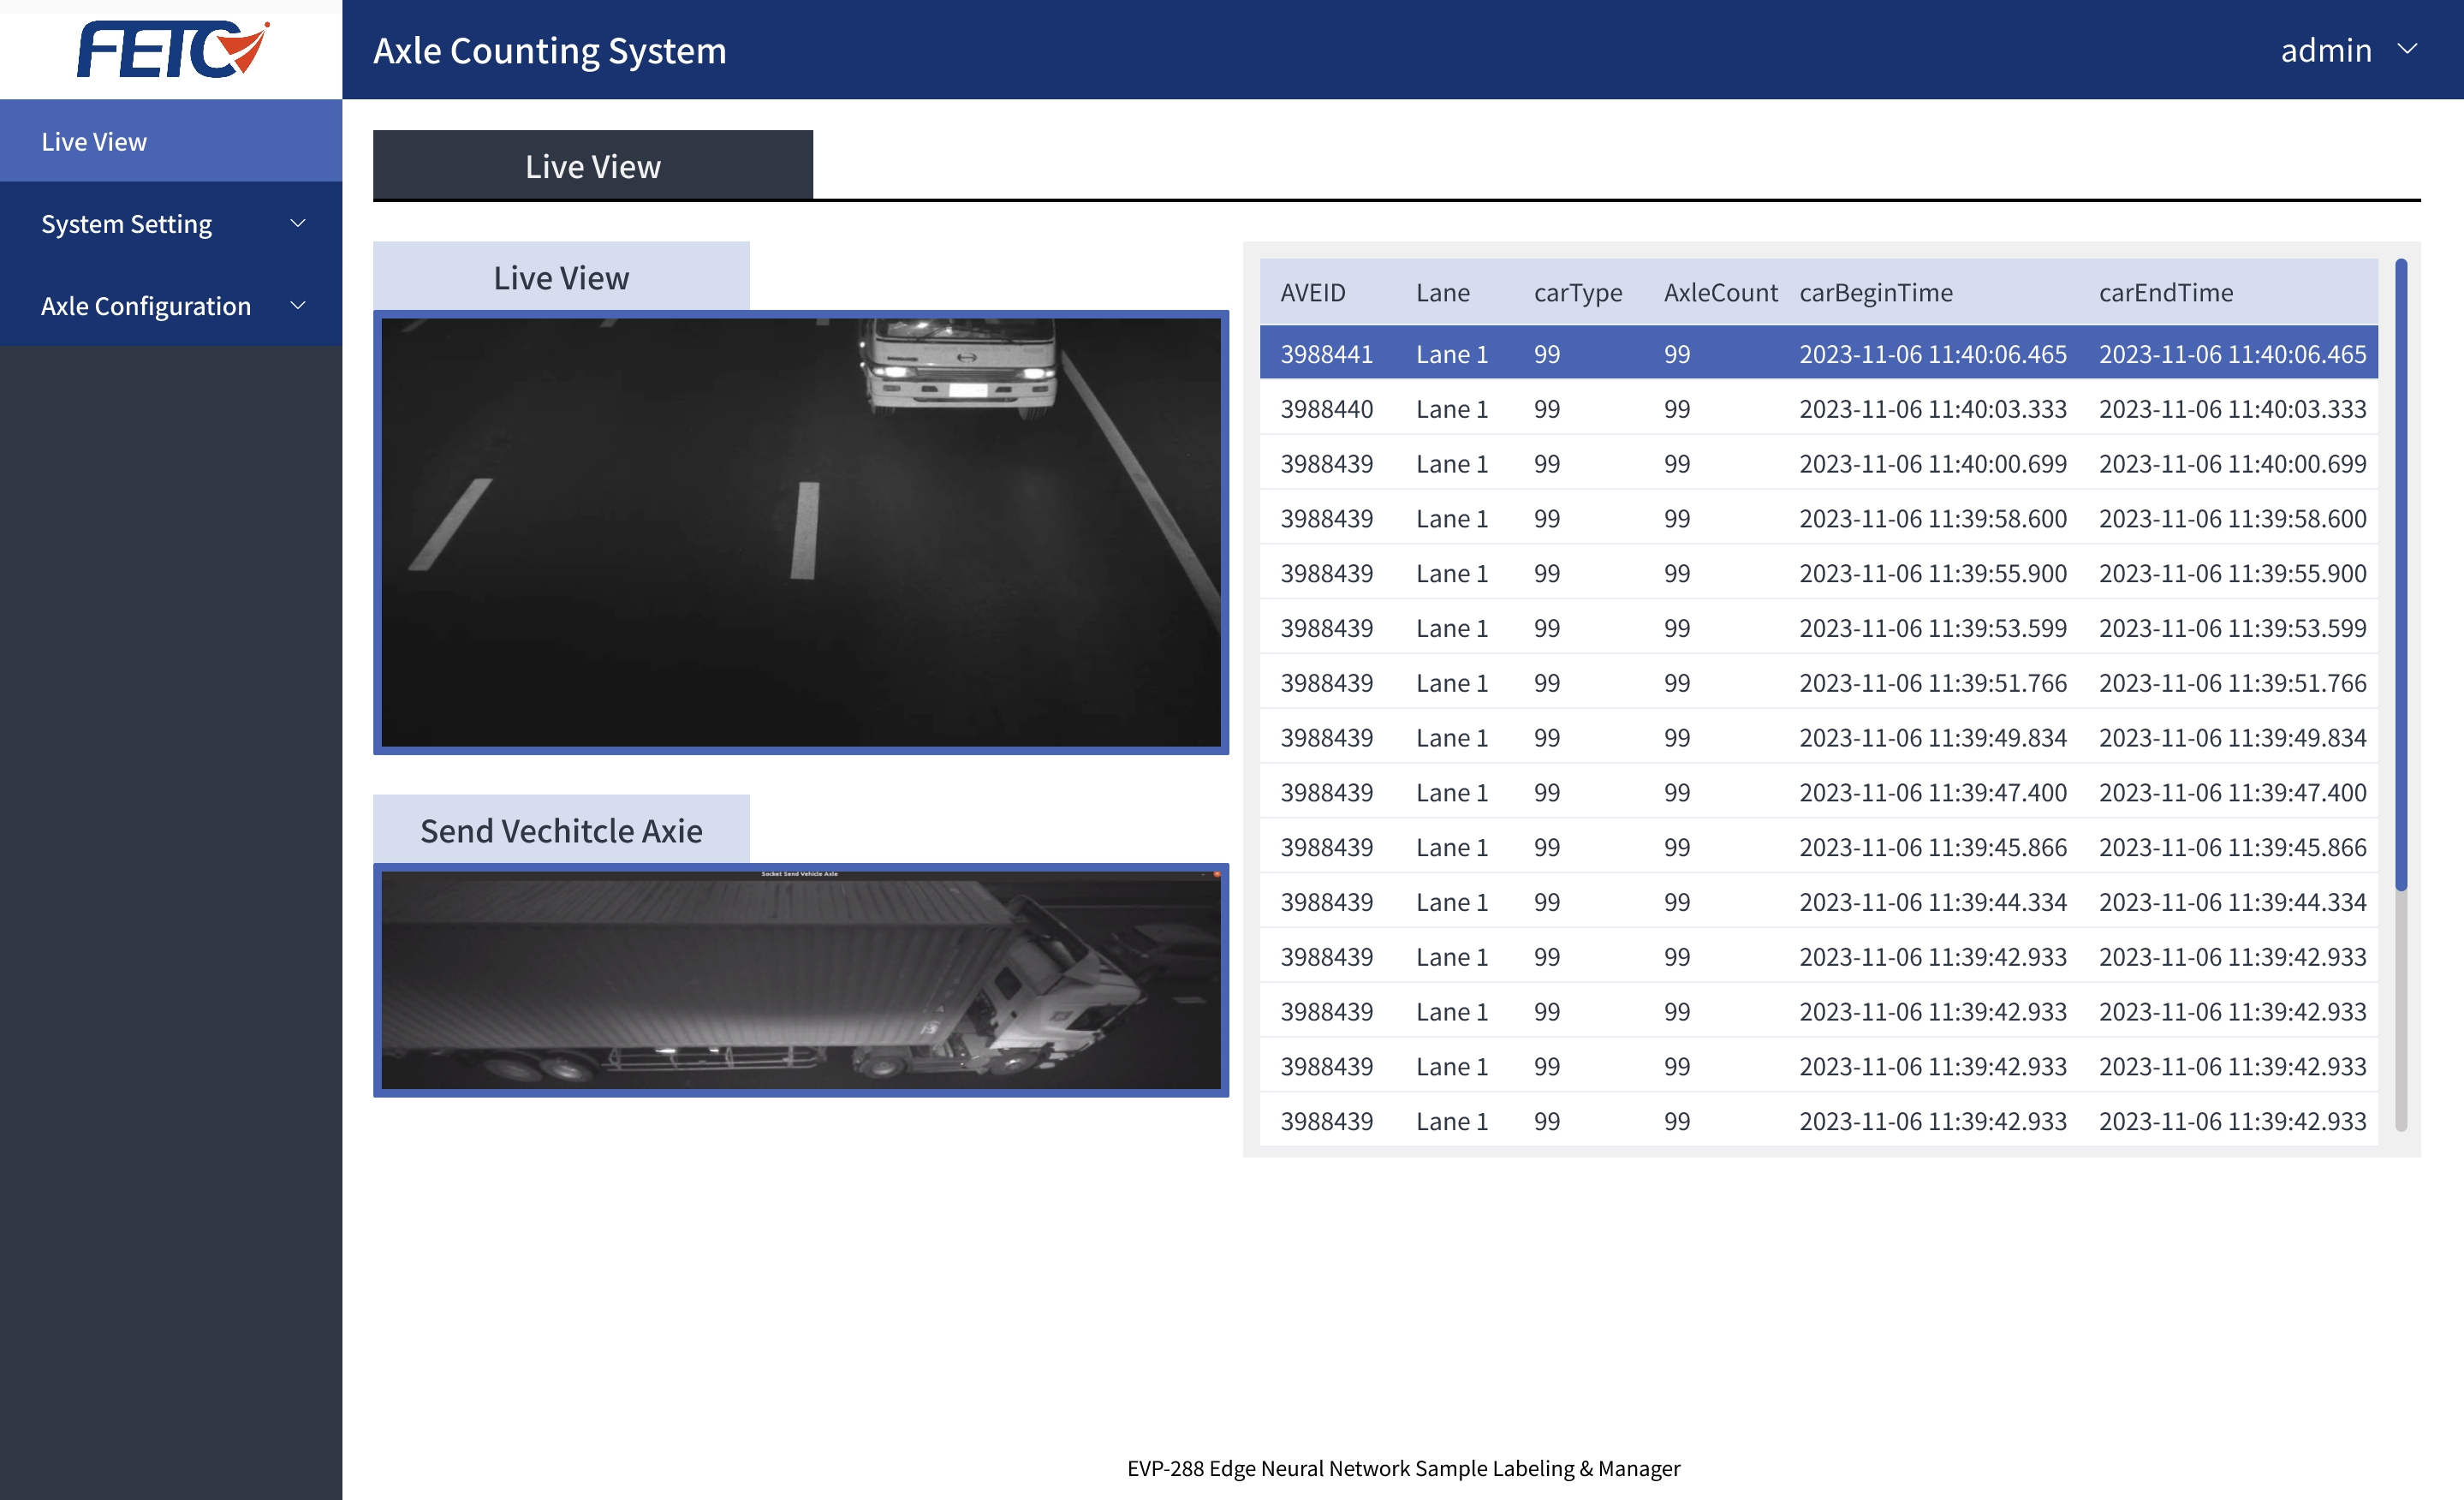 FETC
Axle Counting System
admin
Live View
System Setting
Axle Configuration
Live View
Live View
Send Vechitcle Axie
Socket Send Vehicle Axle
AVEID Lane carType AxleCount carBeginTime carEndTime
3988441 Lane 1 99 99 2023-11-06 11:40:06.465 2023-11-06 11:40:06.465
3988440 Lane 1 99 99 2023-11-06 11:40:03.333 2023-11-06 11:40:03.333
3988439 Lane 1 99 99 2023-11-06 11:40:00.699 2023-11-06 11:40:00.699
3988439 Lane 1 99 99 2023-11-06 11:39:58.600 2023-11-06 11:39:58.600
3988439 Lane 1 99 99 2023-11-06 11:39:55.900 2023-11-06 11:39:55.900
3988439 Lane 1 99 99 2023-11-06 11:39:53.599 2023-11-06 11:39:53.599
3988439 Lane 1 99 99 2023-11-06 11:39:51.766 2023-11-06 11:39:51.766
3988439 Lane 1 99 99 2023-11-06 11:39:49.834 2023-11-06 11:39:49.834
3988439 Lane 1 99 99 2023-11-06 11:39:47.400 2023-11-06 11:39:47.400
3988439 Lane 1 99 99 2023-11-06 11:39:45.866 2023-11-06 11:39:45.866
3988439 Lane 1 99 99 2023-11-06 11:39:44.334 2023-11-06 11:39:44.334
3988439 Lane 1 99 99 2023-11-06 11:39:42.933 2023-11-06 11:39:42.933
3988439 Lane 1 99 99 2023-11-06 11:39:42.933 2023-11-06 11:39:42.933
3988439 Lane 1 99 99 2023-11-06 11:39:42.933 2023-11-06 11:39:42.933
3988439 Lane 1 99 99 2023-11-06 11:39:42.933 2023-11-06 11:39:42.933
EVP-288 Edge Neural Network Sample Labeling & Manager